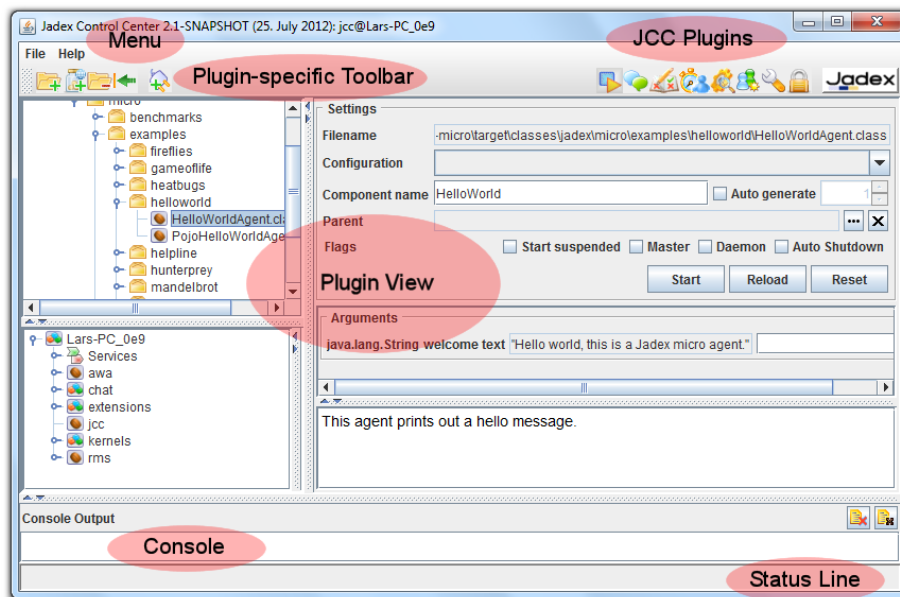 Jadex Control Center 2.1-SNAPSHOT (25. July 2012): jcc@Lars-PC_0e9
Menu
JCC Plugins
File Help
Plugin-specific Toolbar
Jadex
micro
benchmarks
examples
fireflies
gameoflife
heatbugs
helloworld
HelloWorldAgent.cl
PojoHelloWorldAge
helpline
hunterprey
mandelbrot
Settings
Filename -micro\target\classes\jadex\micro\examples\helloworld\HelloWorldAgent.class
Configuration
Component name HelloWorld Auto generate 1
Parent ...
Flags Start suspended Master Daemon Auto Shutdown
Plugin View
Start Reload Reset
Arguments
java.lang.String welcome text "Hello world, this is a Jadex micro agent."
Lars-PC_0e9
Services
awa
chat
extensions
jcc
kernels
rms
This agent prints out a hello message.
Console Output
Console
Status Line